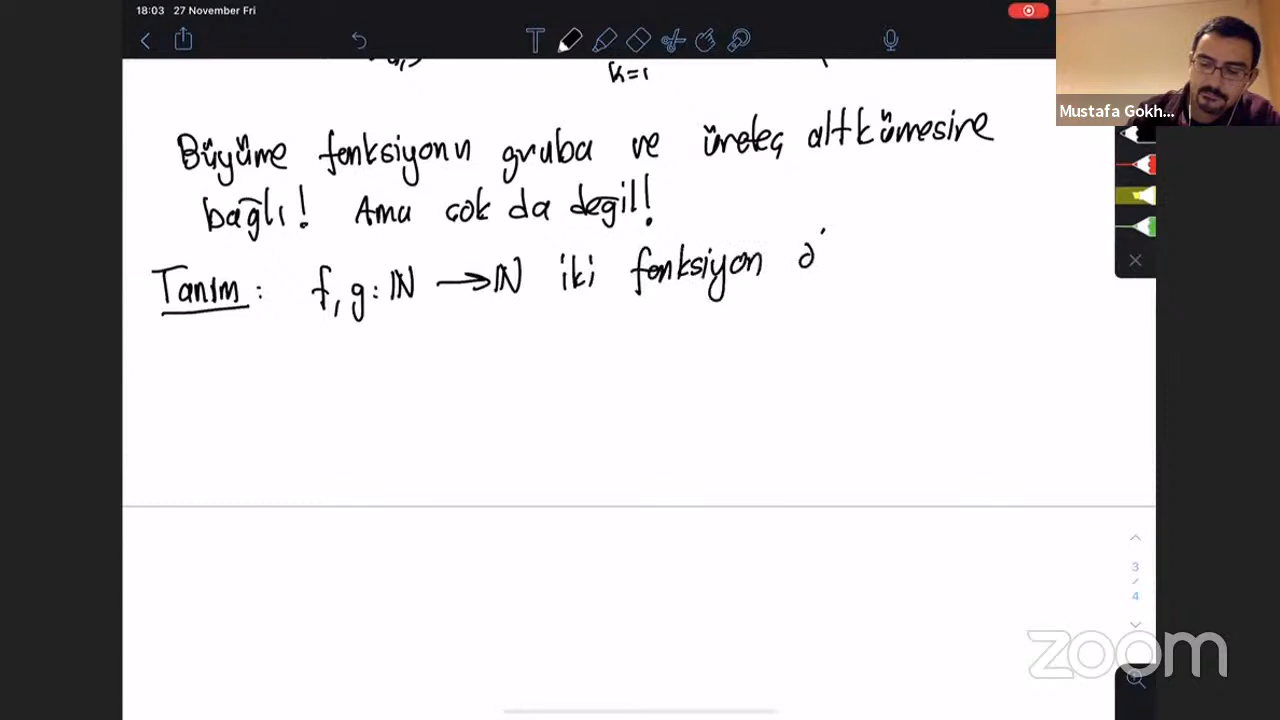 18:03 27 November Fri
Mustafa Gokh...
k=1
Büyüme fonksiyonu gruba ve üreteç altkümesine
bağlı! Ama çok da değil!
Tanım: f, g: ℕ → ℕ iki fonksiyon
3
/
4
zoom